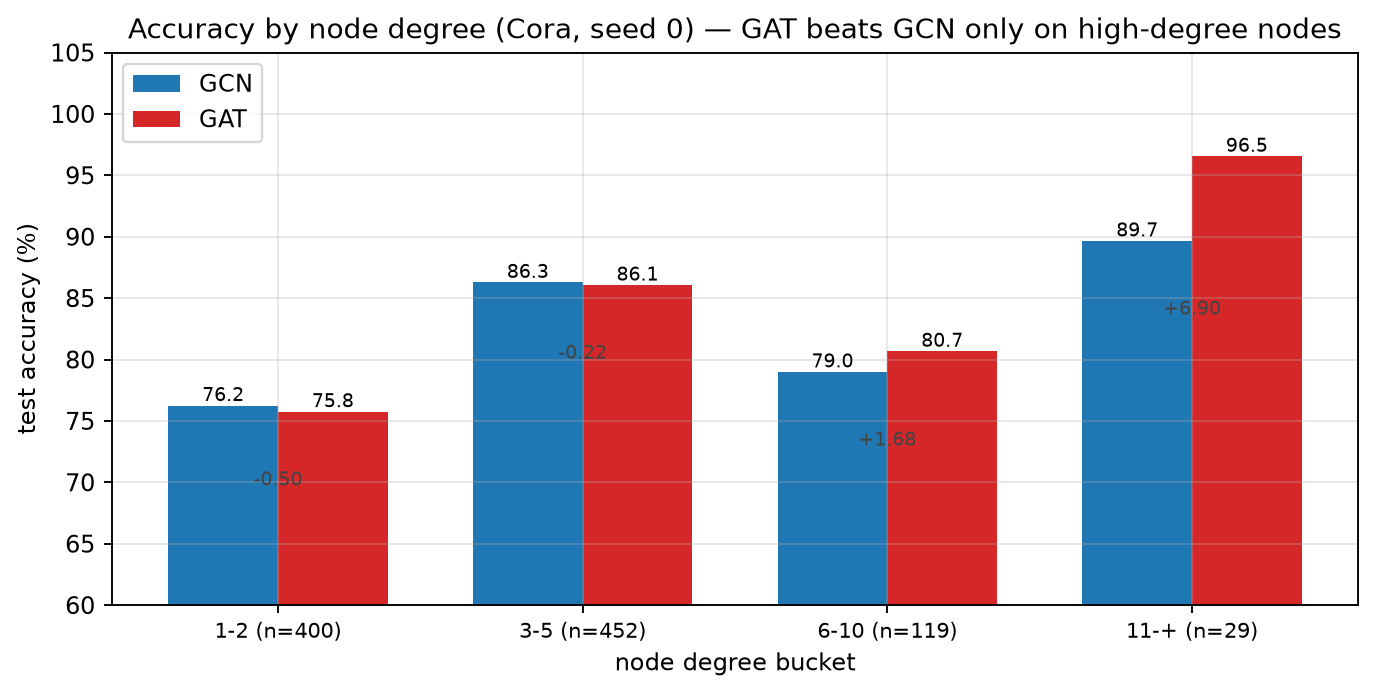 Accuracy by node degree (Cora, seed 0) — GAT beats GCN only on high-degree nodes
GCN
GAT
105
100
95
90
85
80
75
70
65
60
test accuracy (%)
76.2
75.8
-0.50
86.3
86.1
-0.22
79.0
80.7
+1.68
89.7
96.5
+6.90
1-2 (n=400)
3-5 (n=452)
6-10 (n=119)
11-+ (n=29)
node degree bucket